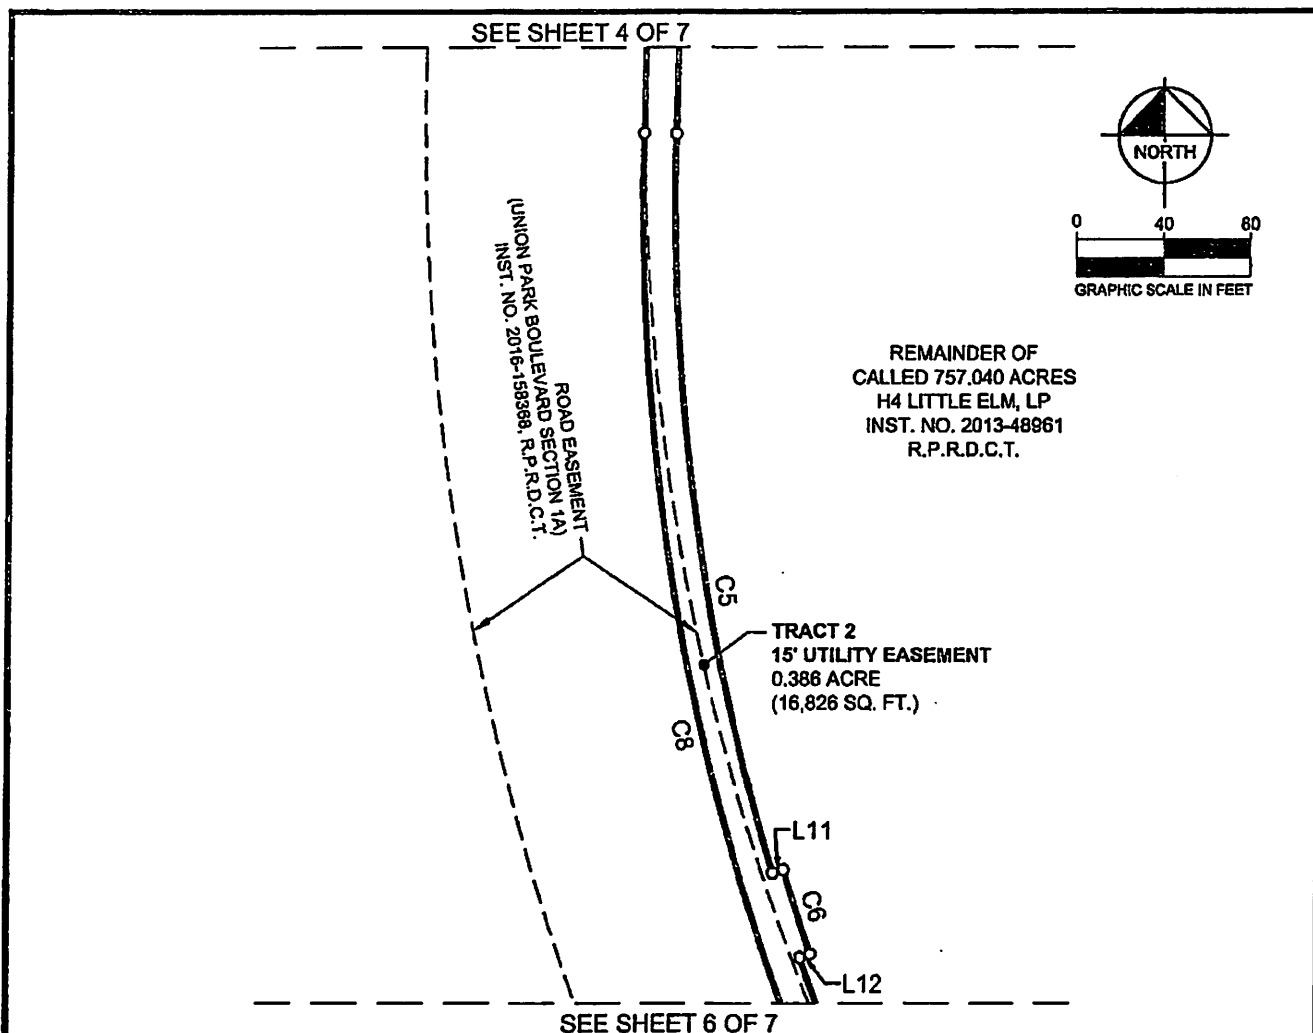 SEE SHEET 4 OF 7
NORTH
0 40 80
GRAPHIC SCALE IN FEET
ROAD EASEMENT
(UNION PARK BOULEVARD SECTION 1A)
INST. NO. 2016-158368, R.P.R.D.C.T.
REMAINDER OF
CALLED 757.040 ACRES
H4 LITTLE ELM, LP
INST. NO. 2013-48961
R.P.R.D.C.T.
C5
TRACT 2
15' UTILITY EASEMENT
0.386 ACRE
(16,826 SQ. FT.)
C8
L11
C6
L12
SEE SHEET 6 OF 7